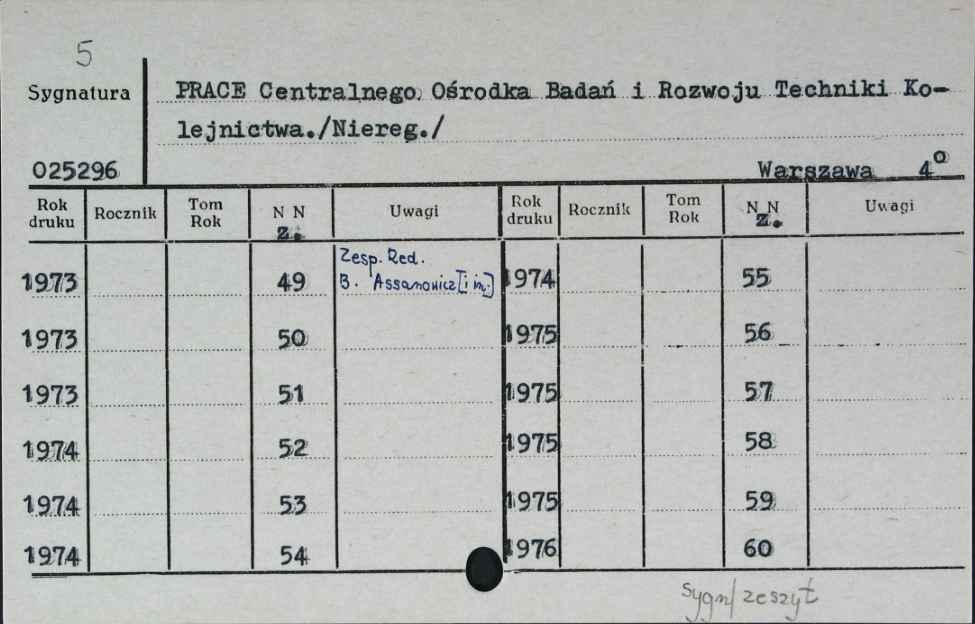 5
Sygnatura PRACE Centralnego Ośrodka Badań i Rozwoju Techniki Ko-
lejnictwa./Niereg./
025296 Warszawa 4o
Rok druku Rocznik Tom Rok N N z. Uwagi Rok druku Rocznik Tom Rok N N z. Uwagi
Zesp. Red.
1973 49 B. Assanowicz [i in.] 1974 55
1973 50 1975 56
1973 51 1975 57
1974 52 1975 58
1974 53 1975 59
1974 54 1976 60
sygn/zeszyt